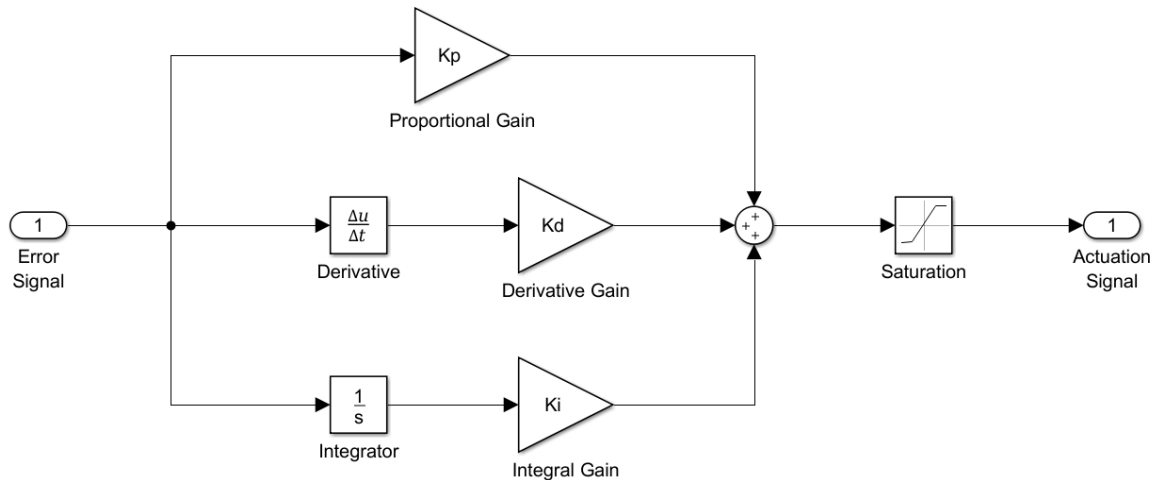 Kp
Proportional Gain
1
Error
Signal
Δu
Δt
Derivative
Kd
Derivative Gain
+
+
+
Saturation
1
Actuation
Signal
1
s
Integrator
Ki
Integral Gain